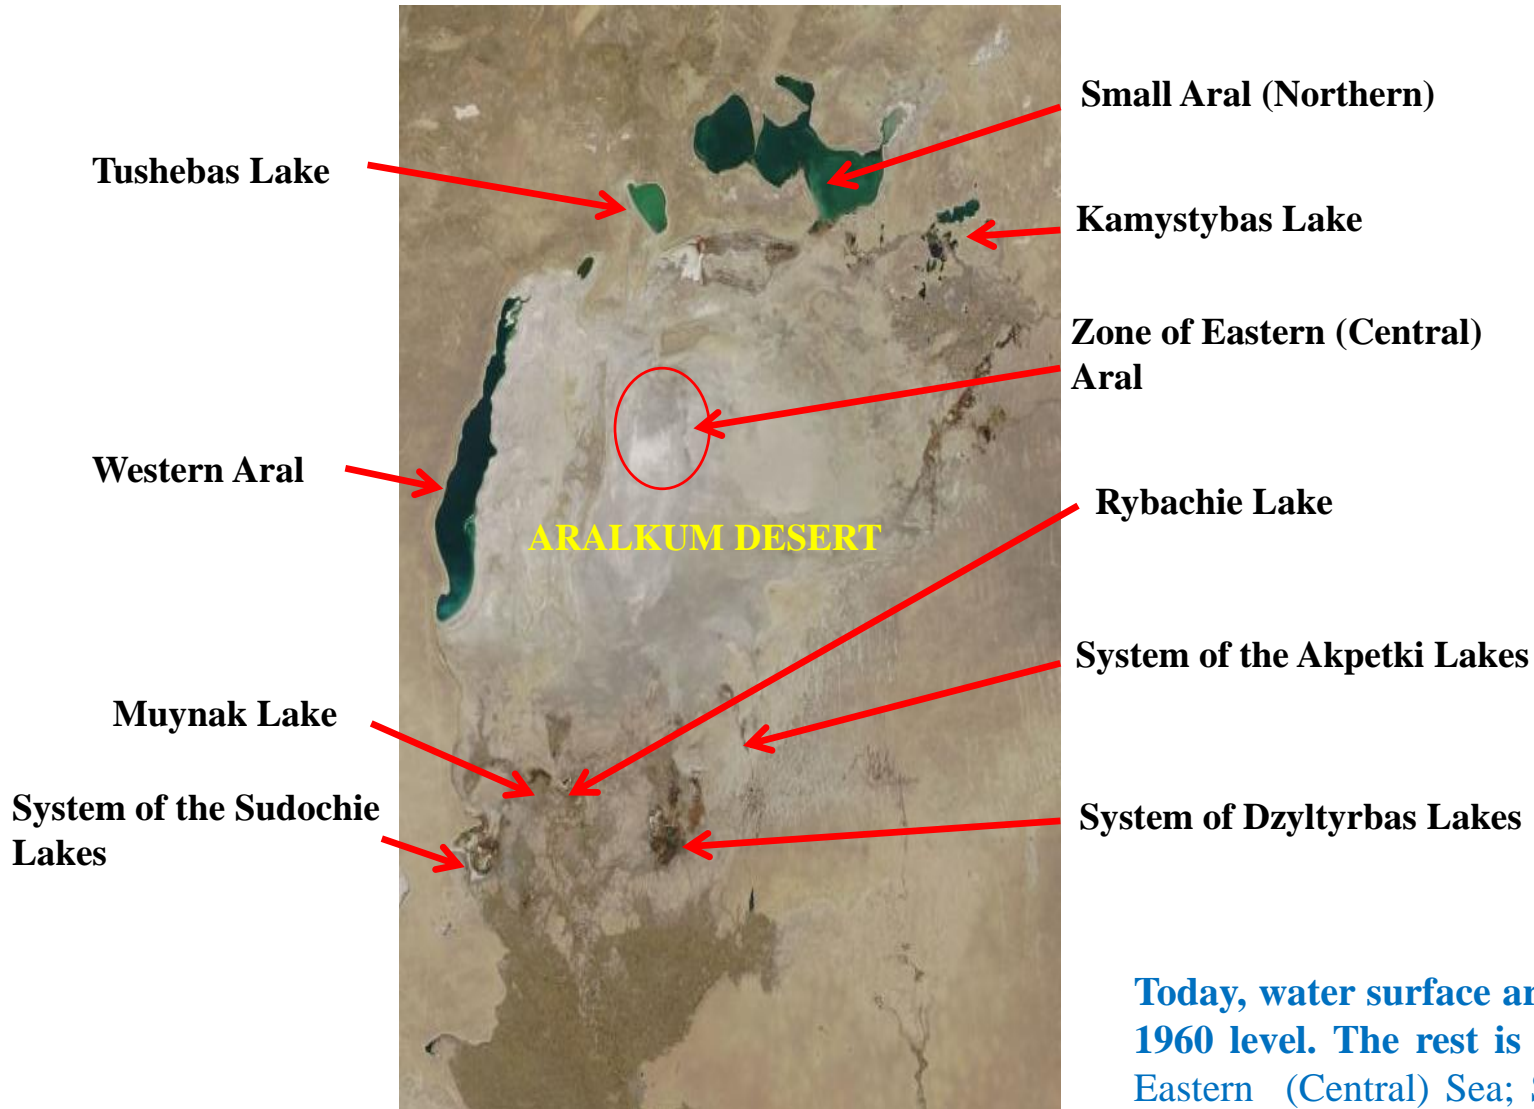 Small Aral (Northern)
Tushebas Lake
Kamystybas Lake
Zone of Eastern (Central)
Aral
Western Aral
Rybachie Lake
ARALKUM DESERT
System of the Akpetki Lakes
Muynak Lake
System of the Sudochie
Lakes
System of Dzyltyrbas Lakes
Today, water surface
1960 level. The rest is
Eastern (Central) Sea;